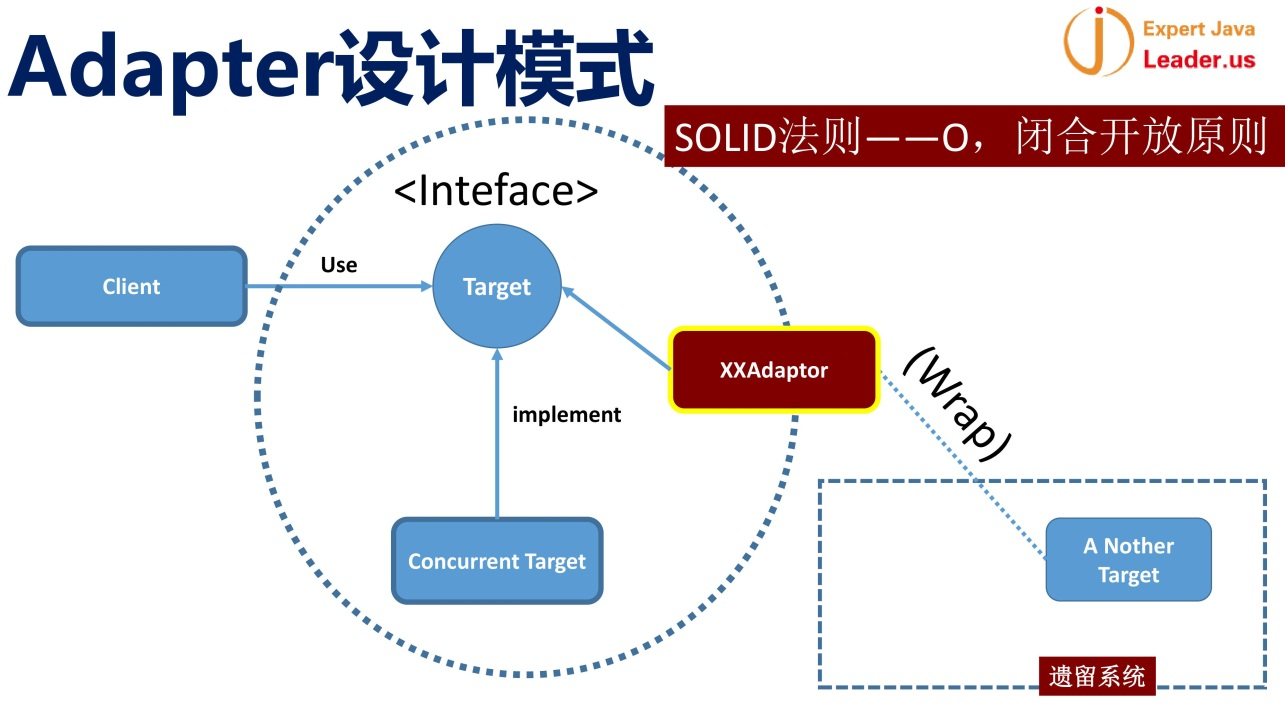 Adapter设计模式
Expert Java
Leader.us
SOLID法则——O，闭合开放原则
<Inteface>
Client
Use
Target
XXAdaptor
(Wrap)
implement
Concurrent Target
A Nother
Target
遗留系统